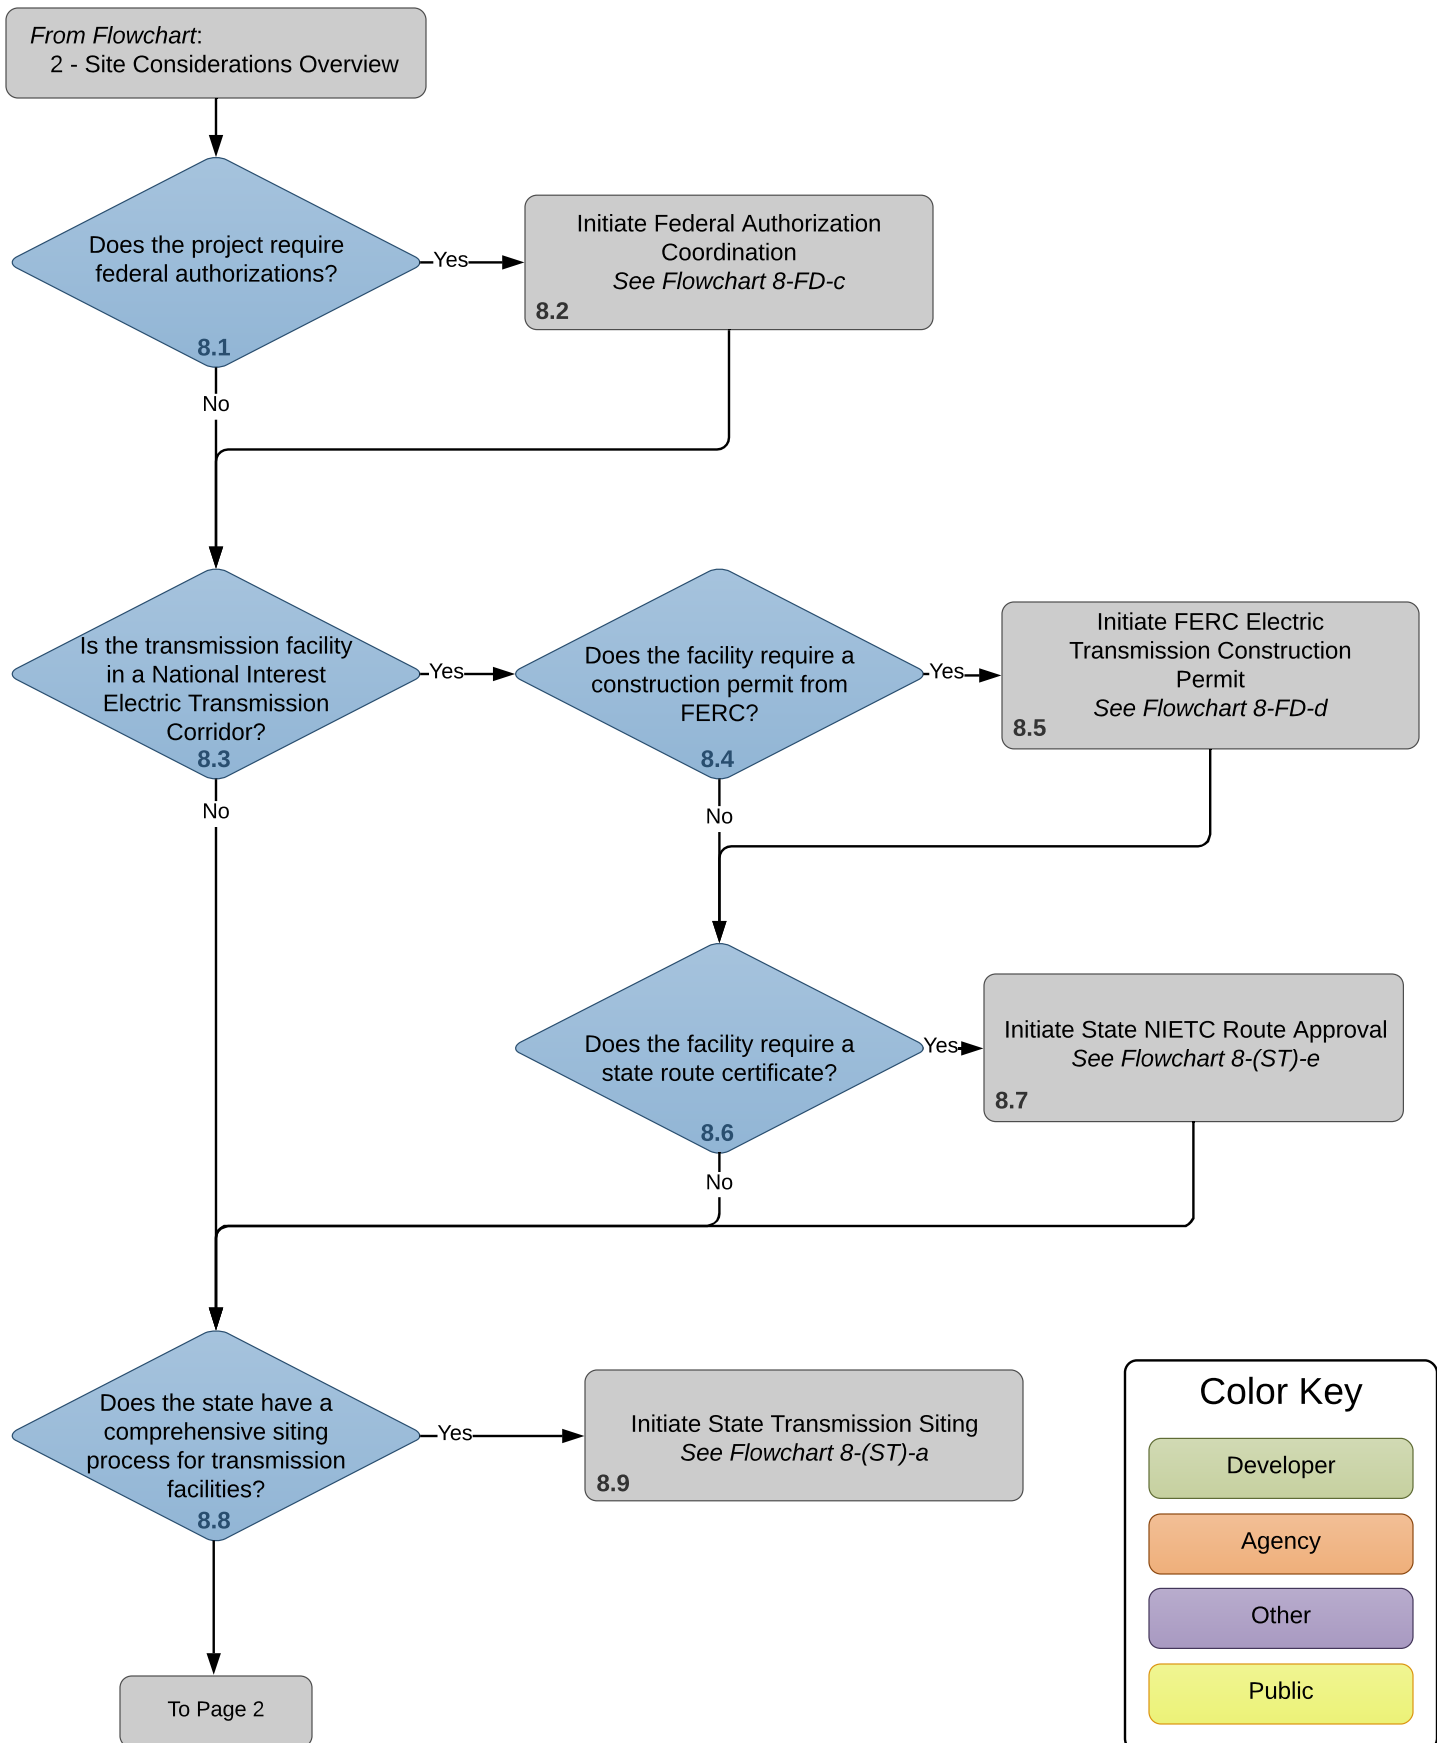 From Flowchart:
2 - Site Considerations Overview
Does the project require
federal authorizations?
8.1
Yes
Initiate Federal Authorization
Coordination
See Flowchart 8-FD-c
8.2
No
Is the transmission facility
in a National Interest
Electric Transmission
Corridor?
8.3
Yes
Does the facility require a
construction permit from
FERC?
8.4
Yes
Initiate FERC Electric
Transmission Construction
Permit
See Flowchart 8-FD-d
8.5
No
No
Does the facility require a
state route certificate?
8.6
Yes
Initiate State NIETC Route Approval
See Flowchart 8-(ST)-e
8.7
No
Does the state have a
comprehensive siting
process for transmission
facilities?
8.8
Yes
Initiate State Transmission Siting
See Flowchart 8-(ST)-a
8.9
To Page 2
Color Key
Developer
Agency
Other
Public